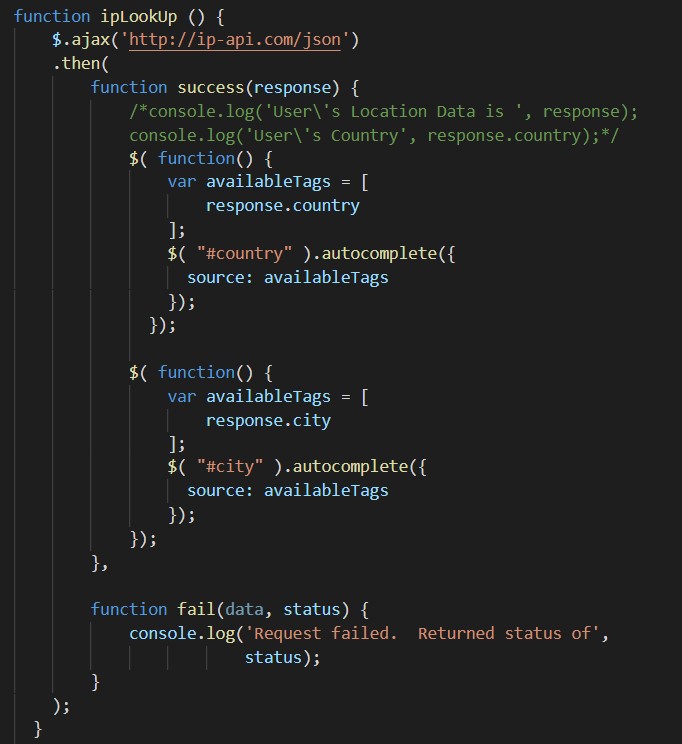 function ipLookUp () {
$.ajax('http://ip-api.com/json')
.then(
function success(response) {
/*console.log('User\'s Location Data is ', response);
console.log('User\'s Country', response.country);*/
$( function() {
var availableTags = [
response.country
];
$( "#country" ).autocomplete({
source: availableTags
});
});
$( function() {
var availableTags = [
response.city
];
$( "#city" ).autocomplete({
source: availableTags
});
});
},
function fail(data, status) {
console.log('Request failed.  Returned status of',
status);
}
);
}